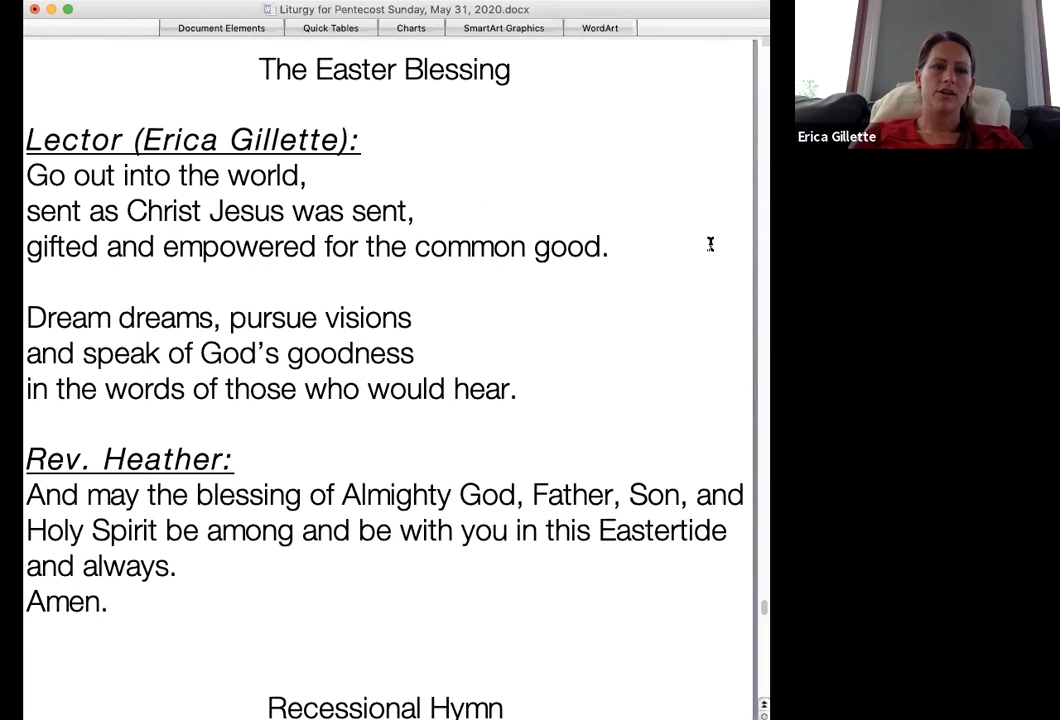 Liturgy for Pentecost Sunday, May 31, 2020.docx
Document Elements
Quick Tables
Charts
SmartArt Graphics
WordArt
The Easter Blessing
Lector (Erica Gillette):
Go out into the world,
sent as Christ Jesus was sent,
gifted and empowered for the common good.
Dream dreams, pursue visions
and speak of God’s goodness
in the words of those who would hear.
Rev. Heather:
And may the blessing of Almighty God, Father, Son, and
Holy Spirit be among and be with you in this Eastertide
and always.
Amen.
Recessional Hymn
Erica Gillette